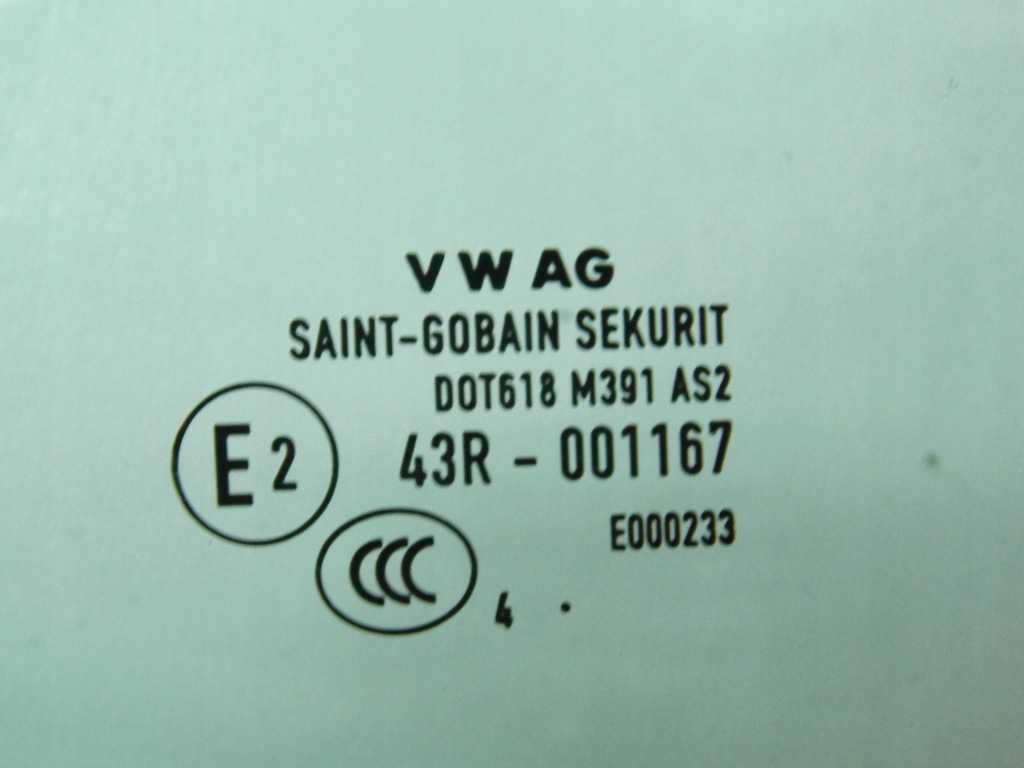 VW AG
SAINT-GOBAIN SEKURIT
DOT618 M391 AS2
E2 43R - 001167
E000233
CCC
4 .